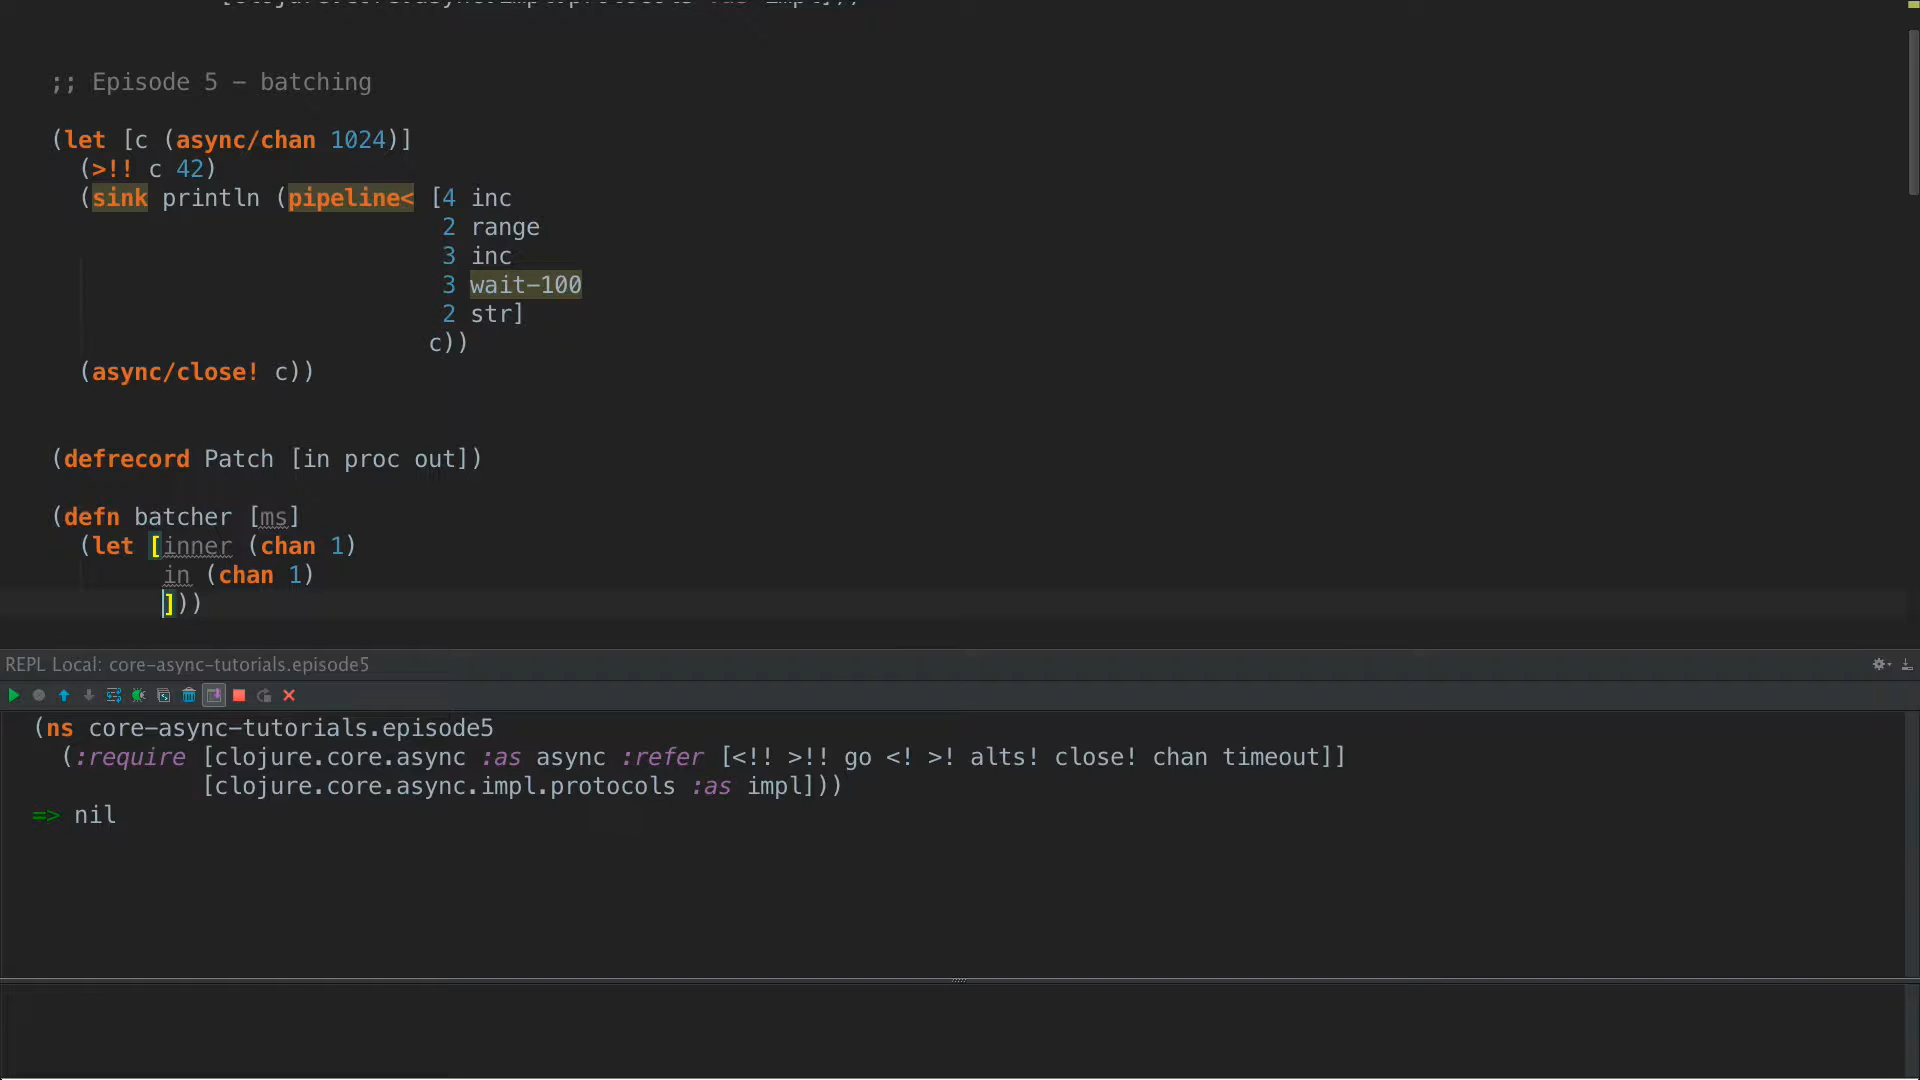 ;; Episode 5 - batching
(let [c (async/chan 1024)]
(>!! c 42)
(sink println (pipeline< [4 inc
2 range
3 inc
3 wait-100
2 str]
c))
(async/close! c))
(defrecord Patch [in proc out])
(defn batcher [ms]
(let [inner (chan 1)
in (chan 1)
]))
REPL Local: core-async-tutorials.episode5
(ns core-async-tutorials.episode5
(:require [clojure.core.async :as async :refer [<!! >!! go <! >! alts! close! chan timeout]]
[clojure.core.async.impl.protocols :as impl]))
=> nil